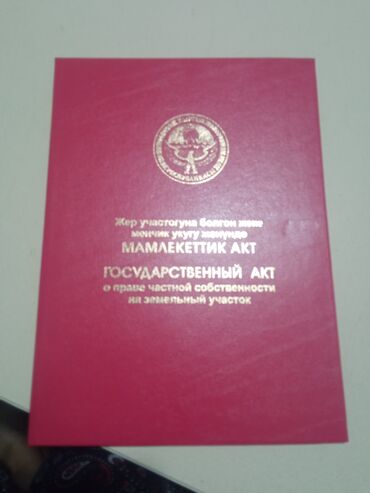 Жер участогуна болгон жеке
менчик укугу жөнүндө
МАМЛЕКЕТТИК АКТ
ГОСУДАРСТВЕННЫЙ АКТ
о праве частной собственности
на земельный участок